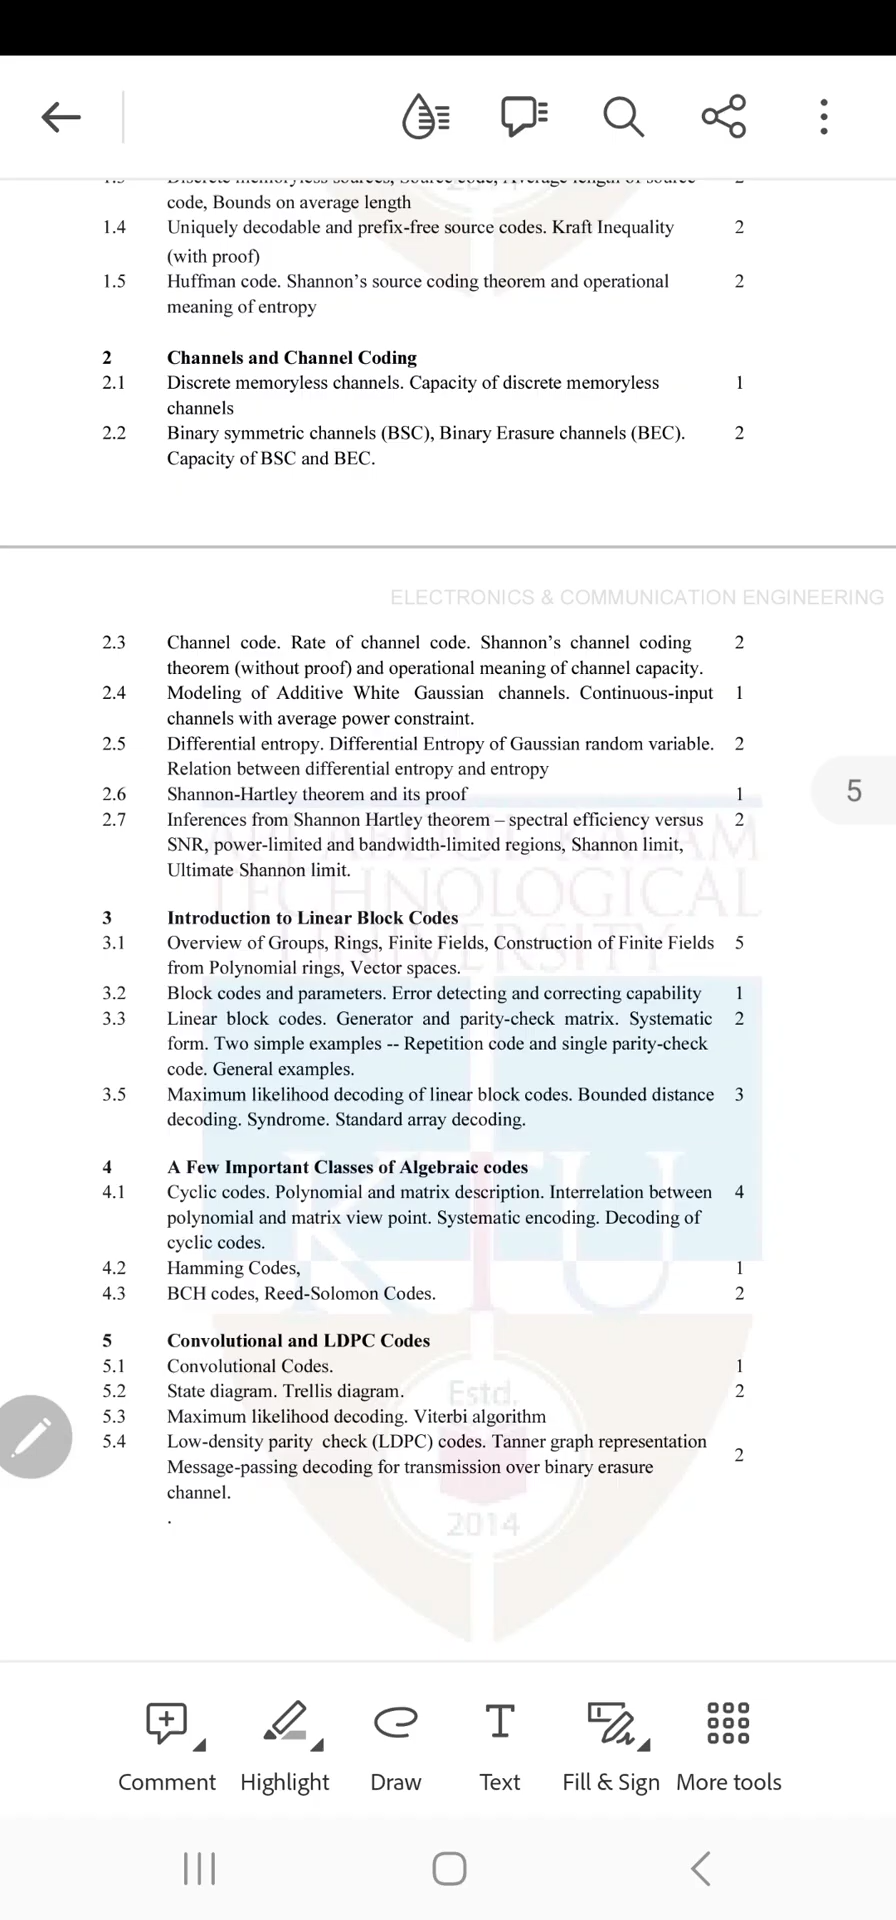 code, Bounds on average length
1.4 Uniquely decodable and prefix-free source codes. Kraft Inequality 2
(with proof)
1.5 Huffman code. Shannon’s source coding theorem and operational 2
meaning of entropy
2 Channels and Channel Coding
2.1 Discrete memoryless channels. Capacity of discrete memoryless 1
channels
2.2 Binary symmetric channels (BSC), Binary Erasure channels (BEC). 2
Capacity of BSC and BEC.
ELECTRONICS & COMMUNICATION ENGINEERING
2.3 Channel code. Rate of channel code. Shannon’s channel coding 2
theorem (without proof) and operational meaning of channel capacity.
2.4 Modeling of Additive White Gaussian channels. Continuous-input 1
channels with average power constraint.
2.5 Differential entropy. Differential Entropy of Gaussian random variable. 2
Relation between differential entropy and entropy
5
2.6 Shannon-Hartley theorem and its proof 1
2.7 Inferences from Shannon Hartley theorem – spectral efficiency versus 2
SNR, power-limited and bandwidth-limited regions, Shannon limit,
Ultimate Shannon limit.
TECHNOLOGICAL
UNIVERSITY
3 Introduction to Linear Block Codes
3.1 Overview of Groups, Rings, Finite Fields, Construction of Finite Fields 5
from Polynomial rings, Vector spaces.
3.2 Block codes and parameters. Error detecting and correcting capability 1
3.3 Linear block codes. Generator and parity-check matrix. Systematic 2
form. Two simple examples -- Repetition code and single parity-check
code. General examples.
3.5 Maximum likelihood decoding of linear block codes. Bounded distance 3
decoding. Syndrome. Standard array decoding.
4 A Few Important Classes of Algebraic codes
4.1 Cyclic codes. Polynomial and matrix description. Interrelation between 4
polynomial and matrix view point. Systematic encoding. Decoding of
cyclic codes.
KTU
4.2 Hamming Codes, 1
4.3 BCH codes, Reed-Solomon Codes. 2
5 Convolutional and LDPC Codes
5.1 Convolutional Codes. 1
5.2 State diagram. Trellis diagram. 2
Estd.
5.3 Maximum likelihood decoding. Viterbi algorithm
5.4 Low-density parity check (LDPC) codes. Tanner graph representation 2
Message-passing decoding for transmission over binary erasure
channel.
.
2014
Comment Highlight Draw Text Fill & Sign More tools